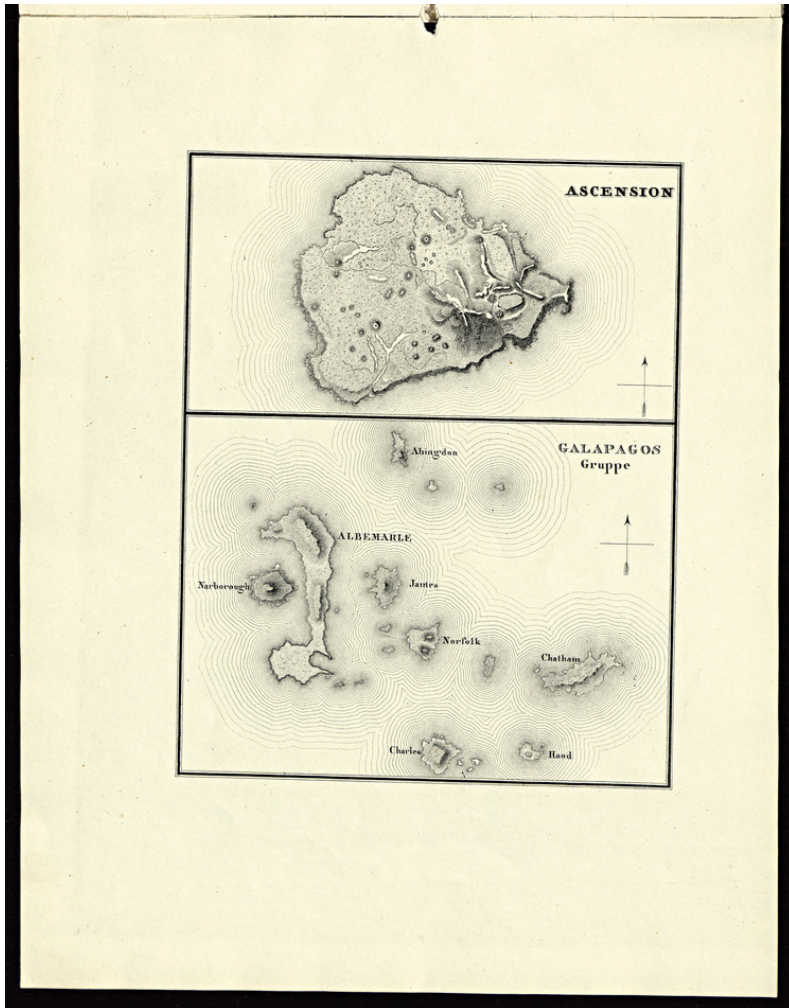 ASCENSION
GALAPAGOS
Gruppe
Abingdon
ALBEMARLE
Narborough
James
Norfolk
Chatham
Charles
Hood